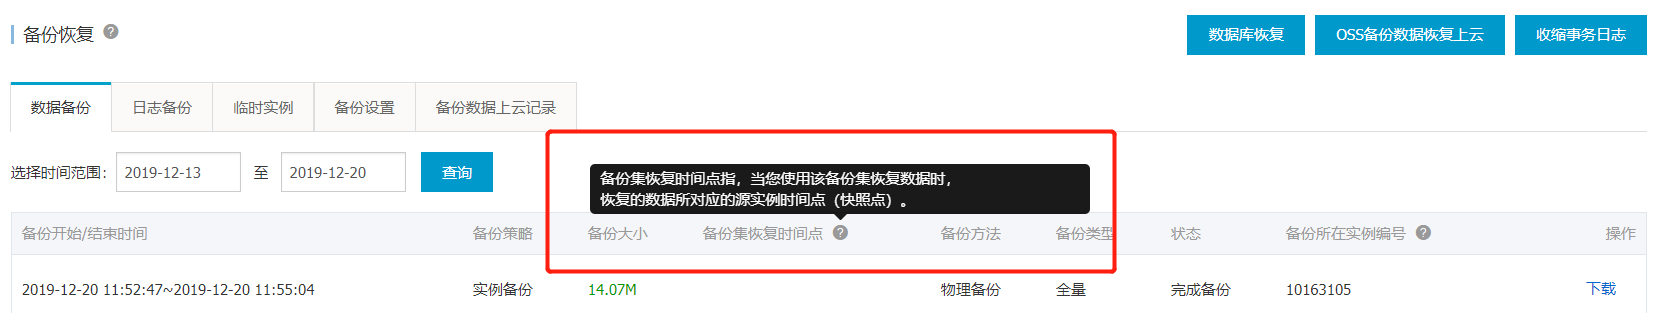 备份恢复 ?
数据库恢复 OSS备份数据恢复上云 收缩事务日志
数据备份 日志备份 临时实例 备份设置 备份数据上云记录
选择时间范围： 2019-12-13 至 2019-12-20 查询
备份集恢复时间点指，当您使用该备份集恢复数据时，
恢复的数据所对应的源实例时间点（快照点）。
备份开始/结束时间 备份策略 备份大小 备份集恢复时间点 ? 备份方法 备份类型 状态 备份所在实例编号 ? 操作
2019-12-20 11:52:47~2019-12-20 11:55:04 实例备份 14.07M 物理备份 全量 完成备份 10163105 下载